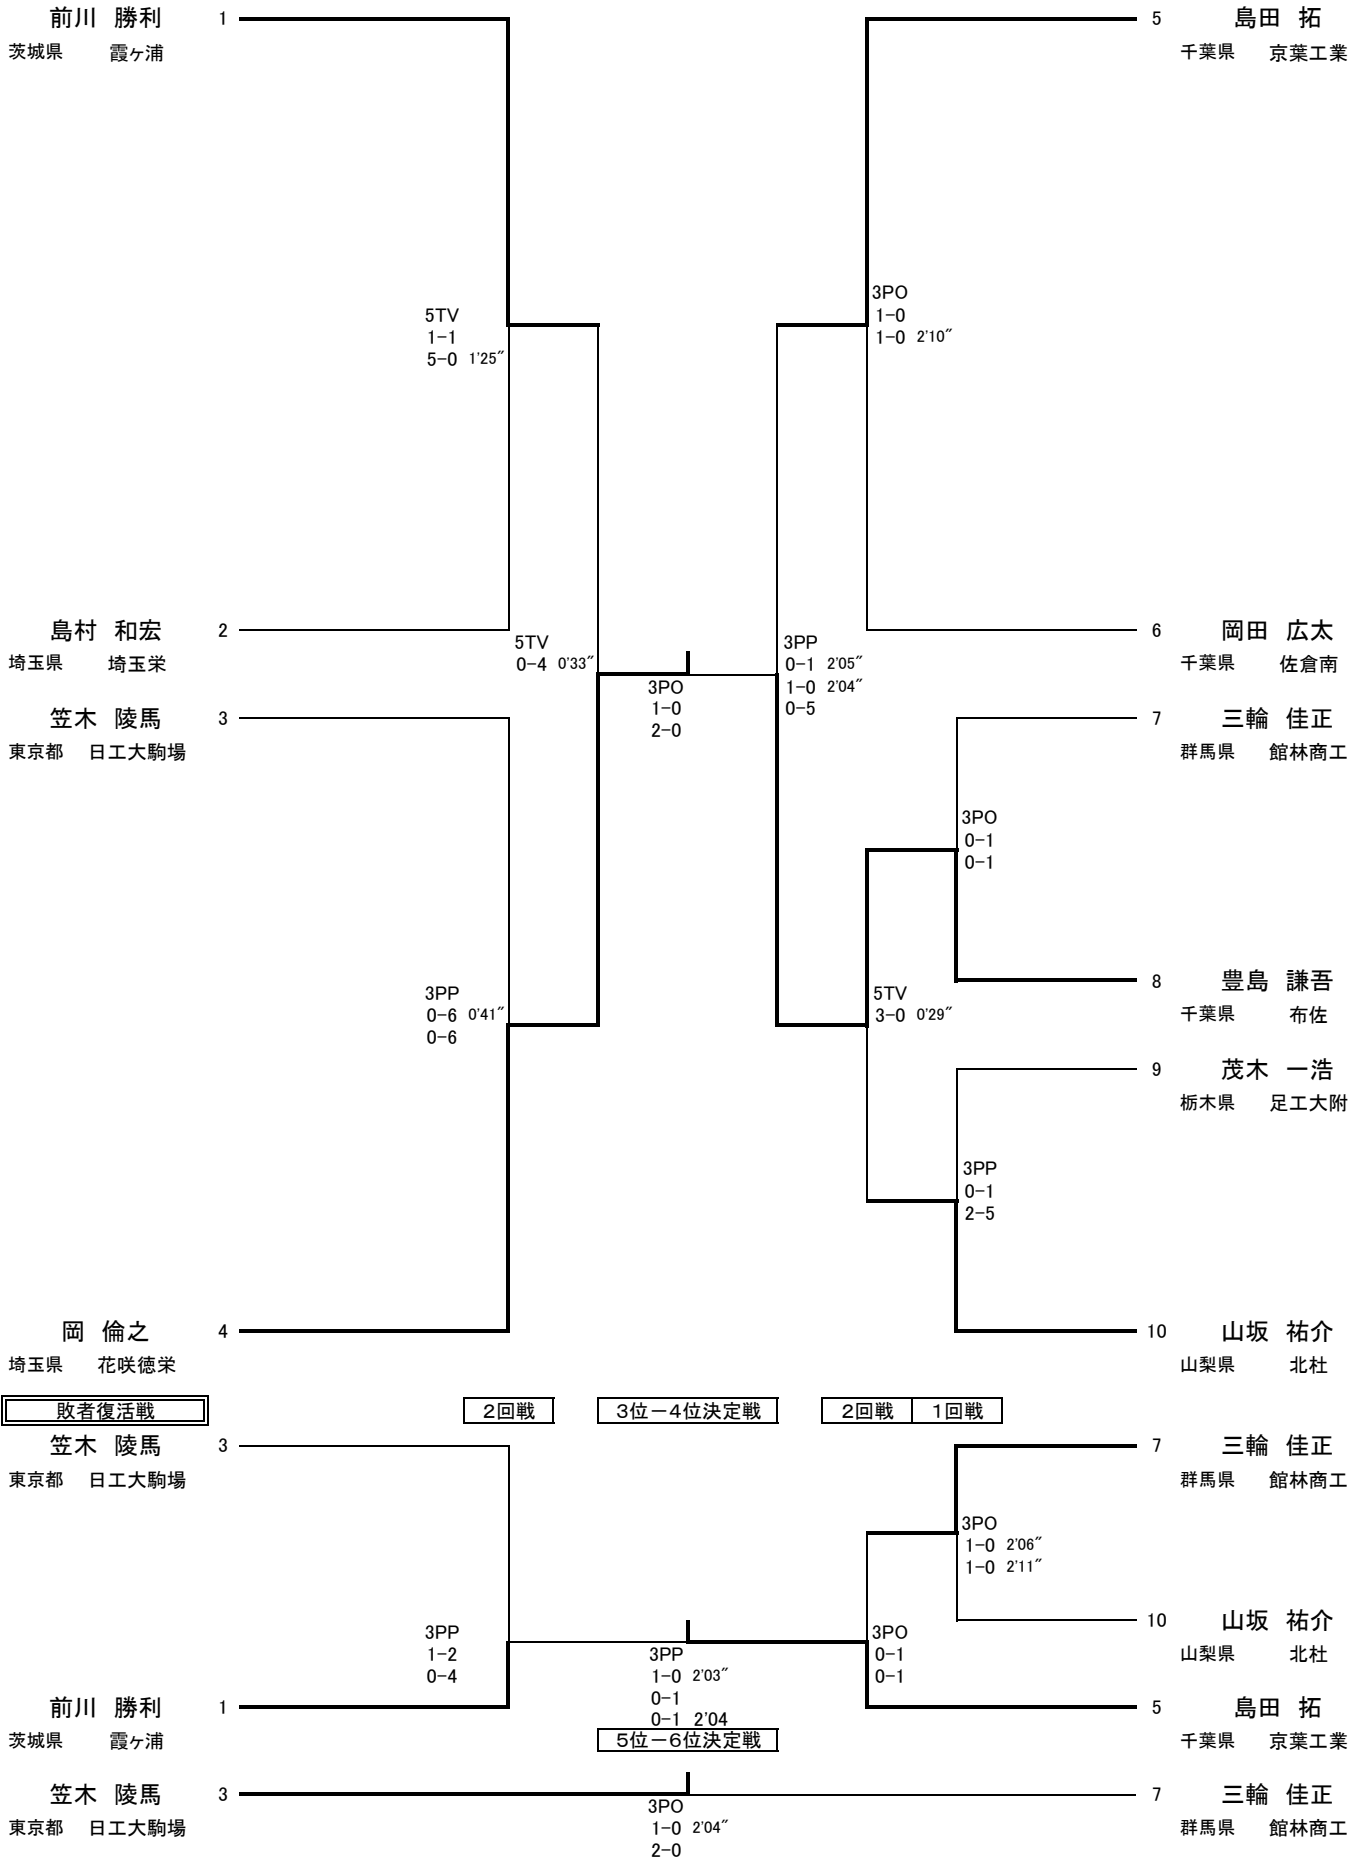 前川 勝利 1
茨城県 霞ヶ浦
5 島田 拓
千葉県 京葉工業
3PO
1-0
1-0 2'10″
5TV
1-1
5-0 1'25″
島村 和宏 2
埼玉県 埼玉栄
5TV
0-4 0'33″
3PO
1-0
2-0
3PP
0-1 2'05″
1-0 2'04″
0-5
6 岡田 広太
千葉県 佐倉南
笠木 陵馬 3
東京都 日工大駒場
7 三輪 佳正
群馬県 館林商工
3PO
0-1
0-1
8 豊島 謙吾
千葉県 布佐
3PP
0-6 0'41″
0-6
5TV
3-0 0'29″
9 茂木 一浩
栃木県 足工大附
3PP
0-1
2-5
岡 倫之 4
埼玉県 花咲徳栄
10 山坂 祐介
山梨県 北杜
敗者復活戦 2回戦 3位－4位決定戦 2回戦 1回戦
笠木 陵馬 3
東京都 日工大駒場
7 三輪 佳正
群馬県 館林商工
3PO
1-0 2'06″
1-0 2'11″
10 山坂 祐介
山梨県 北杜
3PP
1-2
0-4
3PP
1-0 2'03″
0-1
0-1 2'04
3PO
0-1
0-1
前川 勝利 1
茨城県 霞ヶ浦
5 島田 拓
千葉県 京葉工業
5位－6位決定戦
笠木 陵馬 3
東京都 日工大駒場
3PO
1-0 2'04″
2-0
7 三輪 佳正
群馬県 館林商工